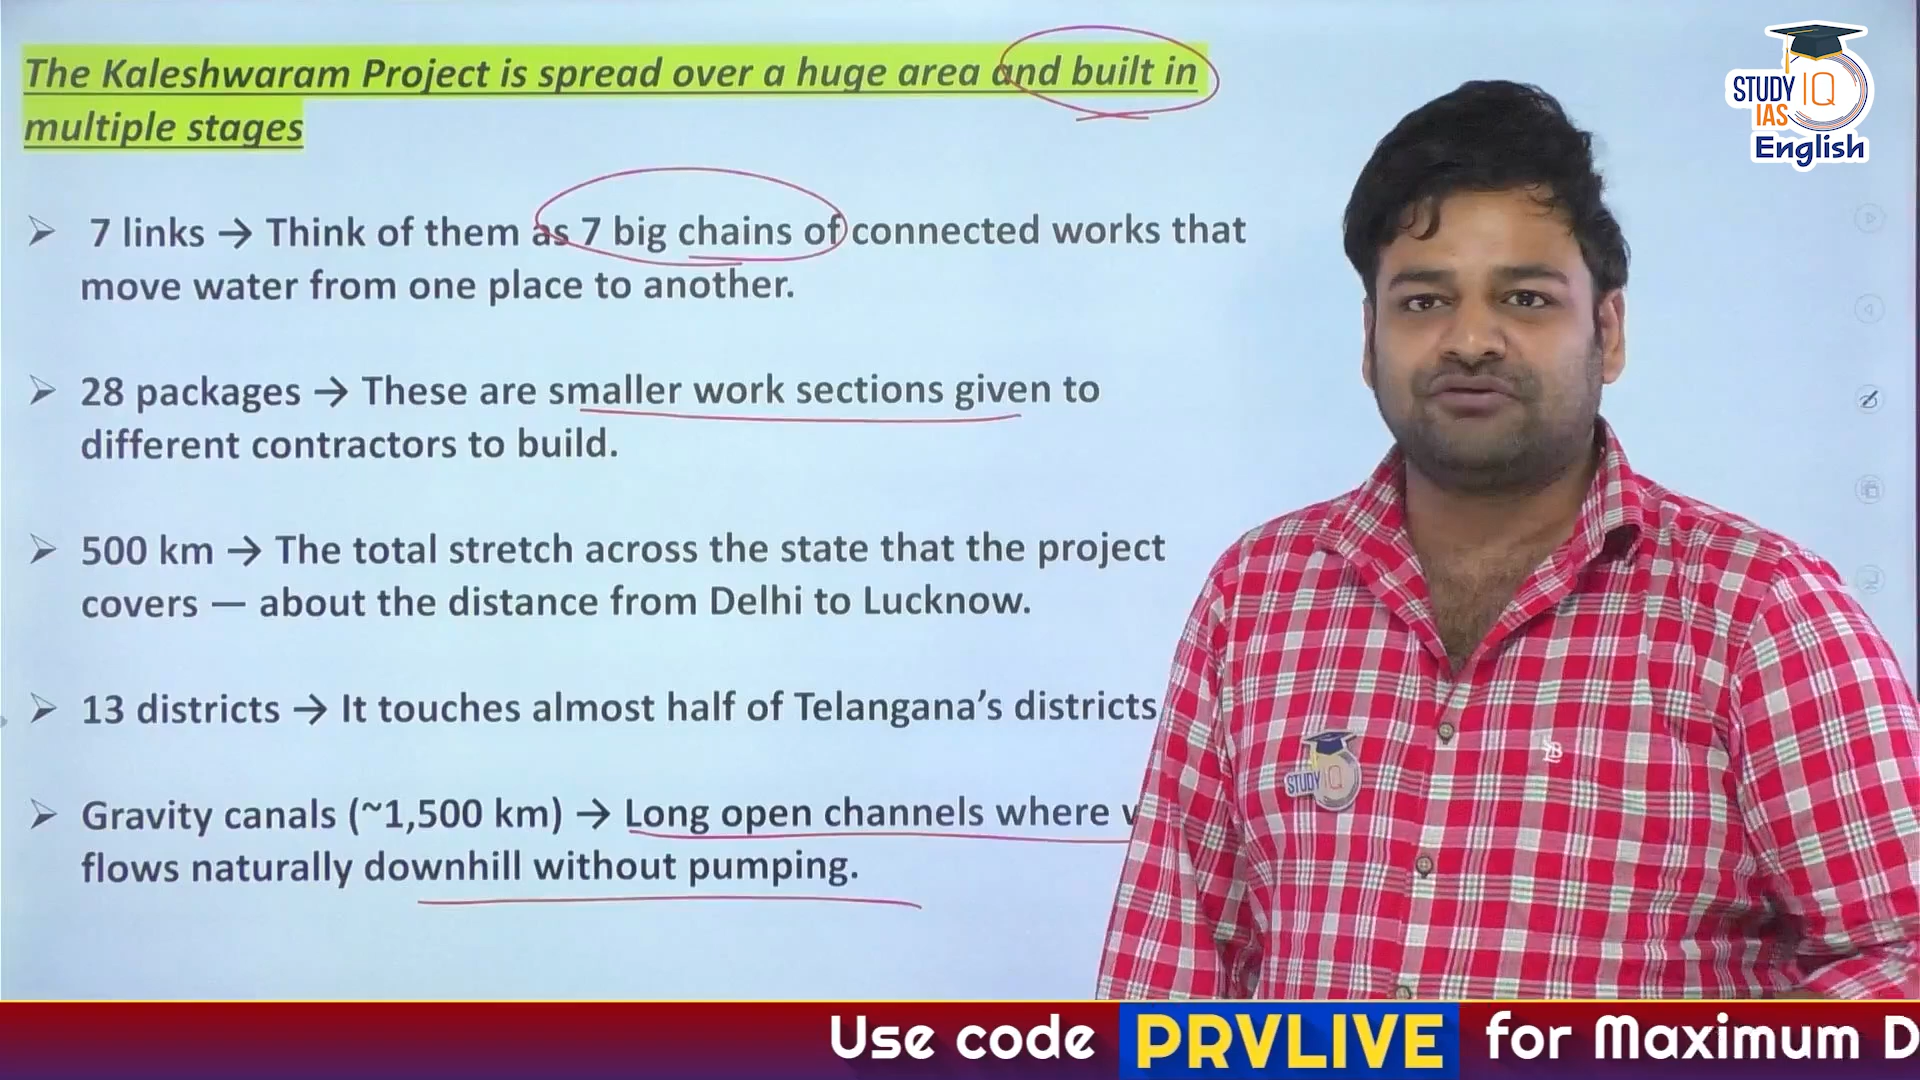 The Kaleshwaram Project is spread over a huge area and built in
multiple stages
7 links → Think of them as 7 big chains of connected works that
move water from one place to another.
28 packages → These are smaller work sections given to
different contractors to build.
500 km → The total stretch across the state that the project
covers — about the distance from Delhi to Lucknow.
13 districts → It touches almost half of Telangana’s districts
Gravity canals (~1,500 km) → Long open channels where
flows naturally downhill without pumping.
STUDY IQ
IAS
English
STUDY IQ
Use code PRVLIVE for Maximum D